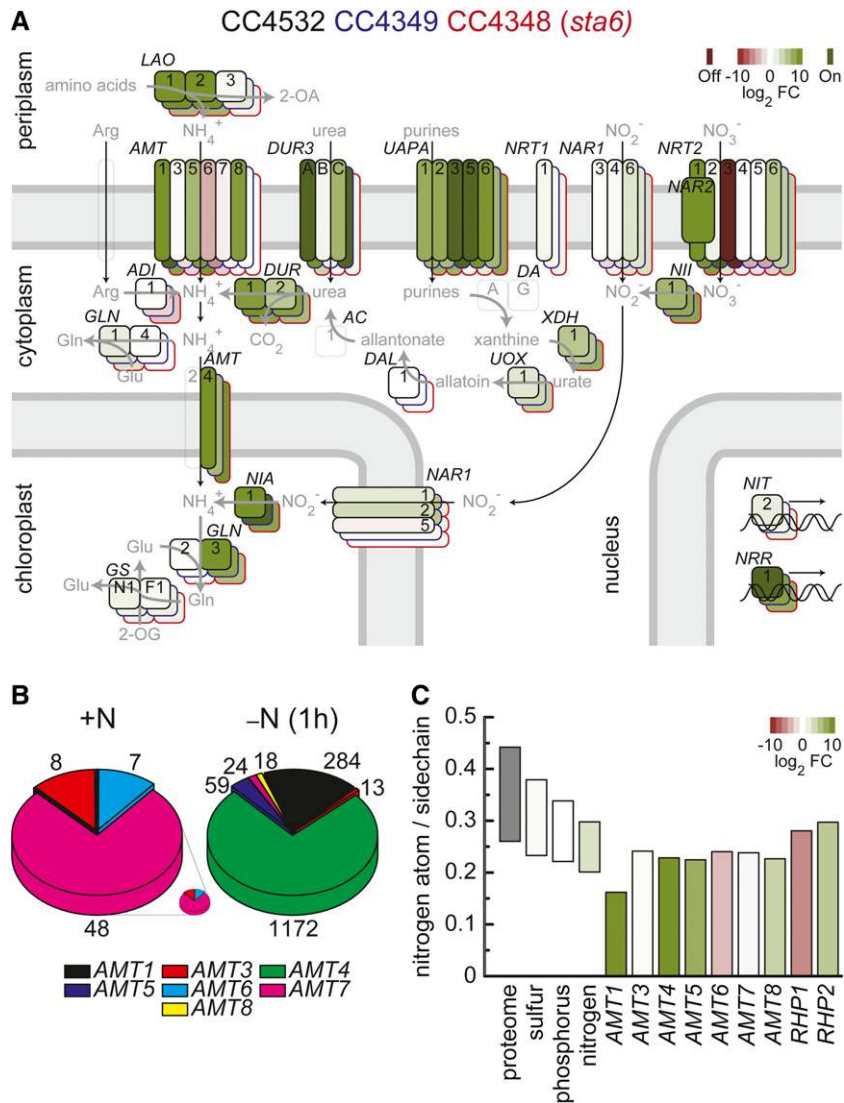 A
CC4532 CC4349 CC4348 (sta6)
Off -10 0 10 On
log2 FC
periplasm
LAO
1 2 3
amino acids
2-OA
Arg
NH4+
urea
purines
NO2-
NO3-
AMT
DUR3
UAPA
NRT1
NAR1
NRT2
1 3 5 6 7 8
A B C
1 2 3 5 6
1
3 4 6
1 2 3 4 5 6
NAR2
cytoplasm
ADI
DUR
DA
NII
Arg
1
NH4+
1 2
urea
purines
A G
NO2-
1
NO3-
GLN
CO2
AC
allantonate
xanthine
XDH
Gln
1 4
NH4+
1
1
Glu
AMT
DAL
UOX
2 4
1
allatoin
1
urate
chloroplast
NIA
NAR1
NH4+
1
NO2-
1
2
5
NO2-
nucleus
NIT
2
GLN
Glu
2 3
NRR
1
GS
Glu
N1 F1
Gln
2-OG
B
+N
–N (1h)
8
7
48
59
24
18
284
13
1172
AMT1
AMT3
AMT4
AMT5
AMT6
AMT7
AMT8
C
-10 0 10
log2 FC
nitrogen atom / sidechain
0.5
0.4
0.3
0.2
0.1
0
proteome
sulfur
phosphorus
nitrogen
AMT1
AMT3
AMT4
AMT5
AMT6
AMT7
AMT8
RHP1
RHP2